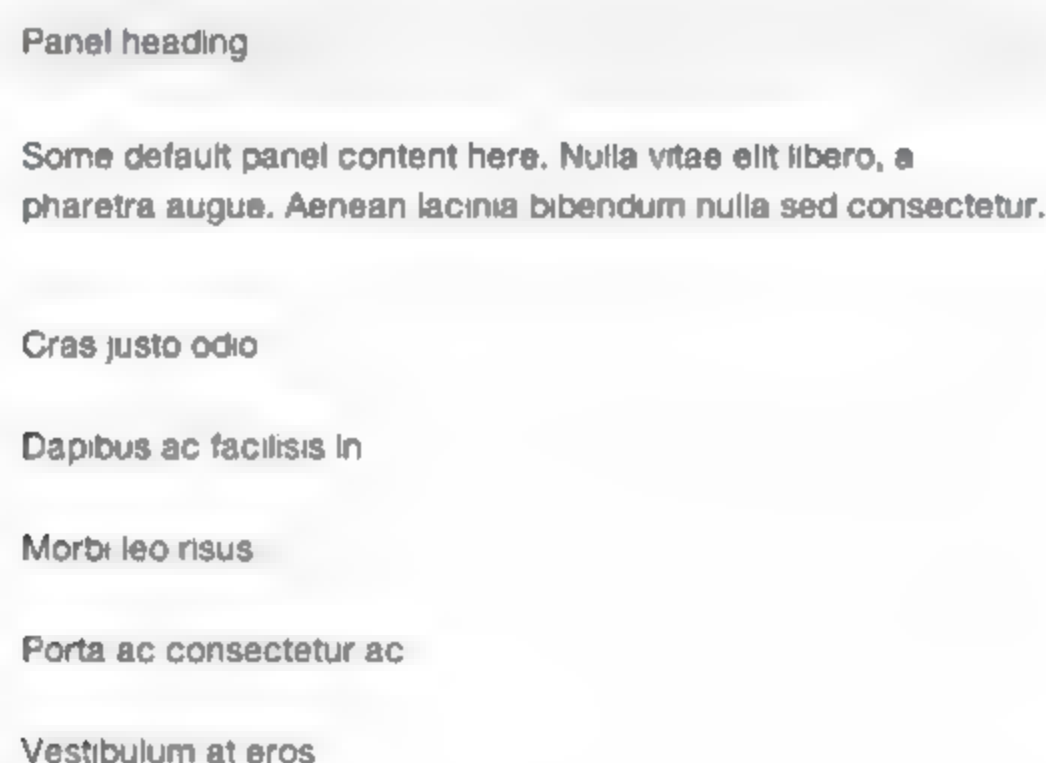 Panel heading
Some default panel content here. Nulla vitae elit libero, a
pharetra augue. Aenean lacinia bibendum nulla sed consectetur.
Cras justo odio
Dapibus ac facilisis in
Morbi leo risus
Porta ac consectetur ac
Vestibulum at eros